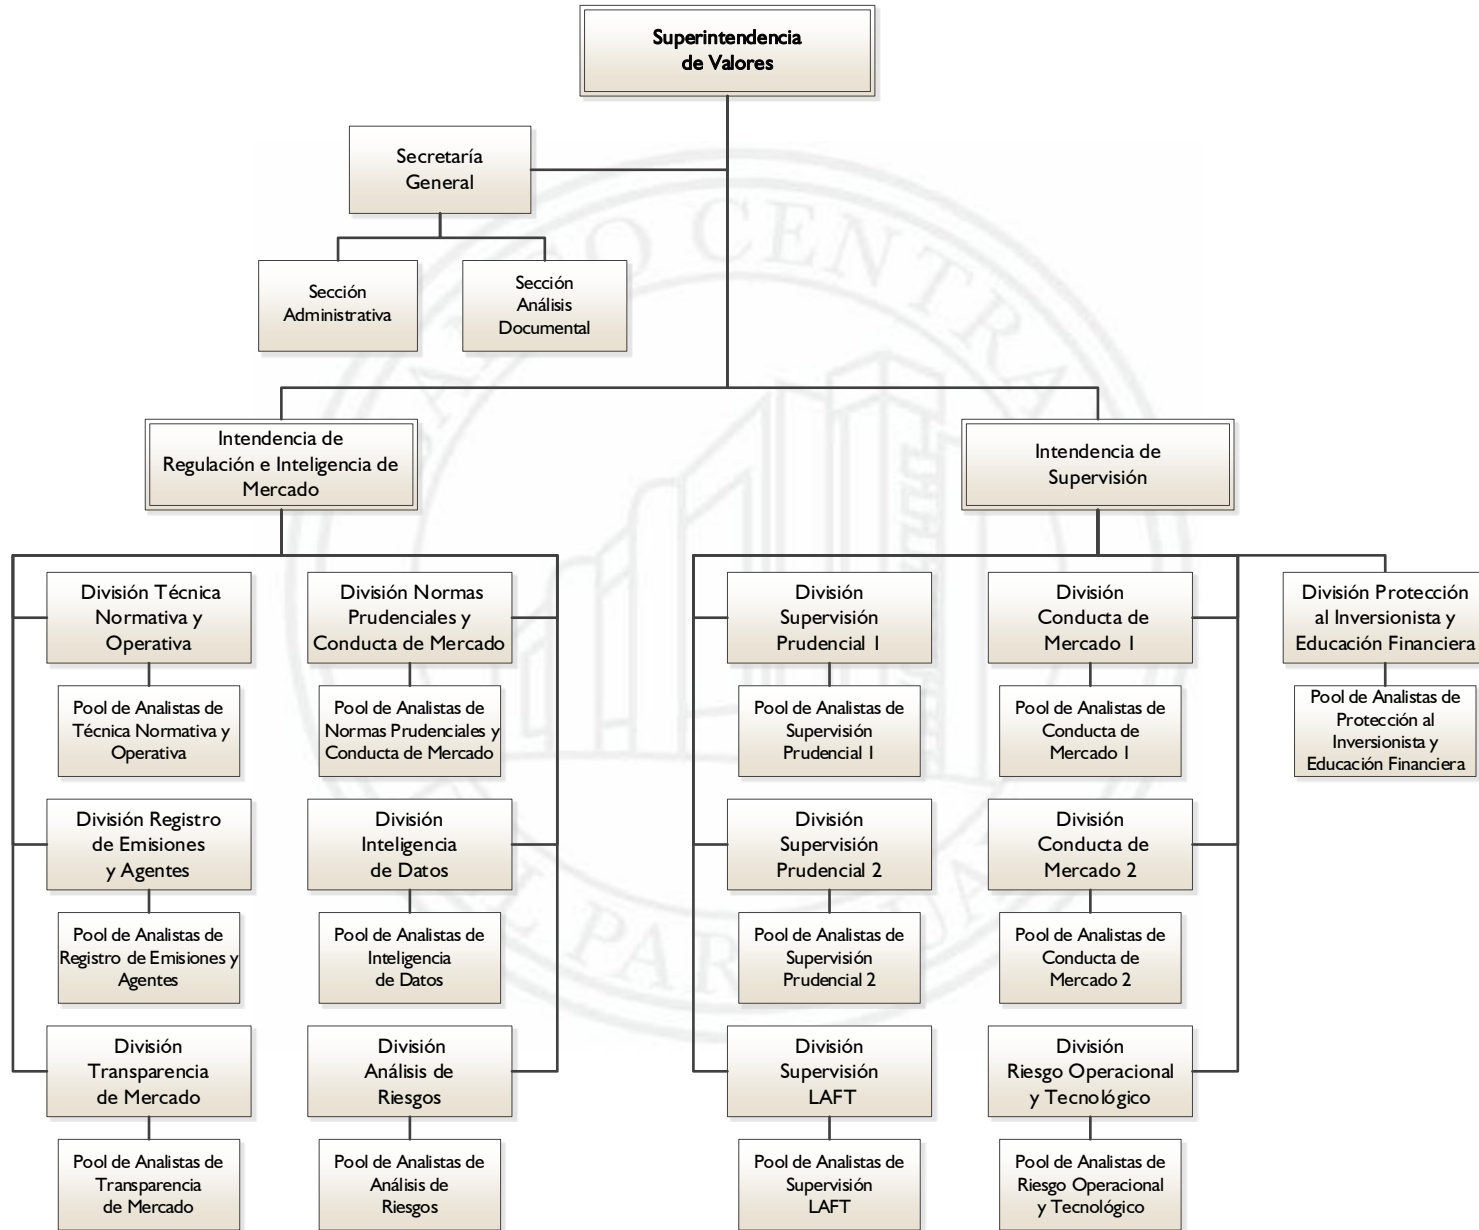 Superintendencia
de Valores
Secretaría
General
Sección
Administrativa
Sección
Análisis
Documental
Intendencia de
Regulación e Inteligencia de
Mercado
Intendencia de
Supervisión
División Técnica
Normativa y
Operativa
División Normas
Prudenciales y
Conducta de Mercado
División
Supervisión
Prudencial 1
División
Conducta de
Mercado 1
División Protección
al Inversionista y
Educación Financiera
Pool de Analistas de
Técnica Normativa y
Operativa
Pool de Analistas de
Normas Prudenciales y
Conducta de Mercado
Pool de Analistas de
Supervisión
Prudencial 1
Pool de Analistas de
Conducta de
Mercado 1
Pool de Analistas de
Protección al
Inversionista y
Educación Financiera
División Registro
de Emisiones
y Agentes
División
Inteligencia
de Datos
División
Supervisión
Prudencial 2
División
Conducta de
Mercado 2
Pool de Analistas de
Registro de Emisiones y
Agentes
Pool de Analistas de
Inteligencia
de Datos
Pool de Analistas de
Supervisión
Prudencial 2
Pool de Analistas de
Conducta de
Mercado 2
División
Transparencia
de Mercado
División
Análisis de
Riesgos
División
Supervisión
LAFT
División
Riesgo Operacional
y Tecnológico
Pool de Analistas de
Transparencia
de Mercado
Pool de Analistas de
Análisis de
Riesgos
Pool de Analistas de
Supervisión
LAFT
Pool de Analistas de
Riesgo Operacional
y Tecnológico